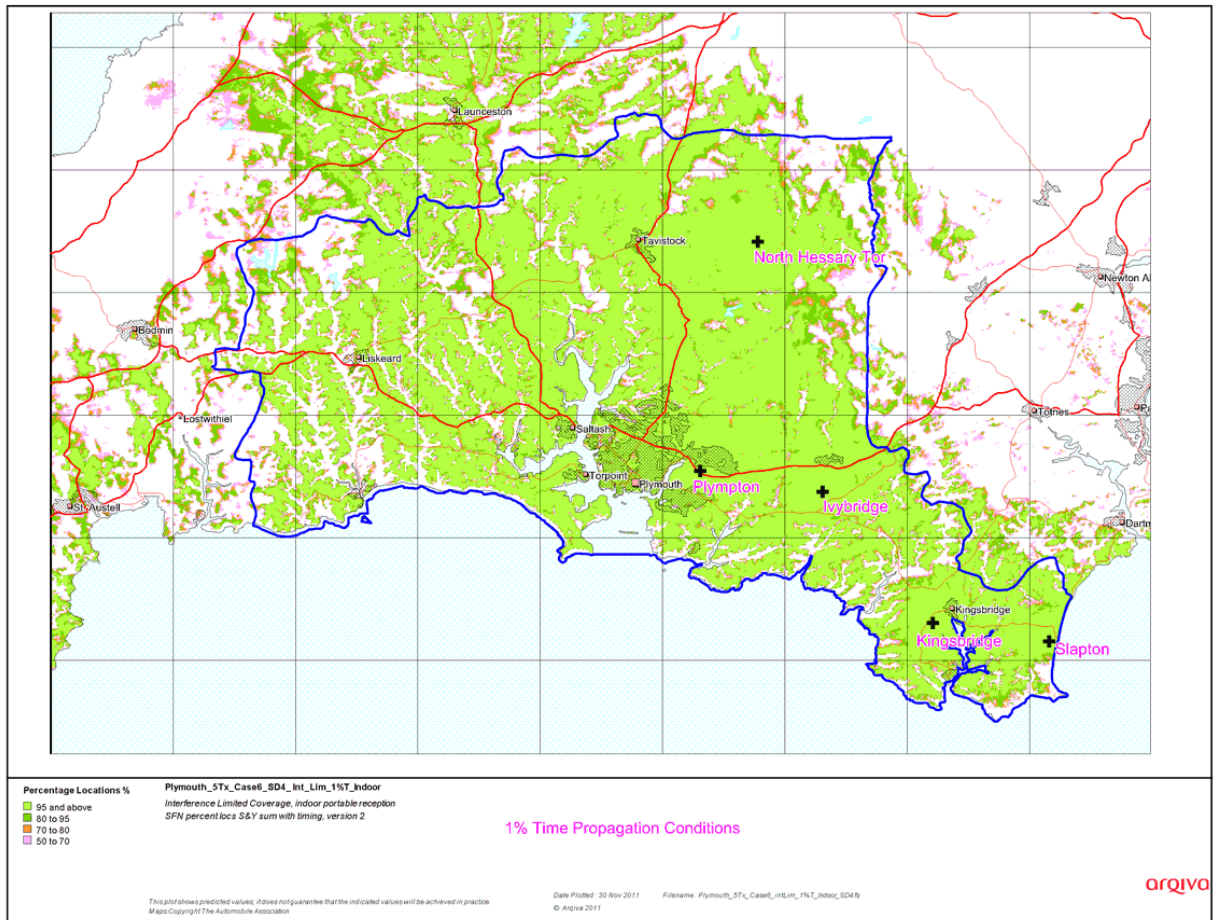 Launceston
Tavistock
North Hessary Tor
Newton A
Bodmin
Liskeard
Lostwithiel
Totnes
Pa
Saltash
Plympton
Torpoint
Plymouth
Ivybridge
St. Austell
Dartm
Kingsbridge
Kingsbridge
Slapton
Percentage Locations %
95 and above
80 to 95
70 to 80
50 to 70
Plymouth_5Tx_Case6_SD4_Int_Lim_1%T_Indoor
Interference Limited Coverage, indoor portable reception
SFN percent locs S&Y sum with timing, version 2
1% Time Propagation Conditions
arqiva
This plot shows predicted values, it does not guarantee that the indicated values will be achieved in practice
Maps Copyright The Automobile Association
Date Plotted : 30 Nov 2011
© Arqiva 2011
Filename : Plymouth_5Tx_Case6_intLim_1%T_Indoor_SD4.fts